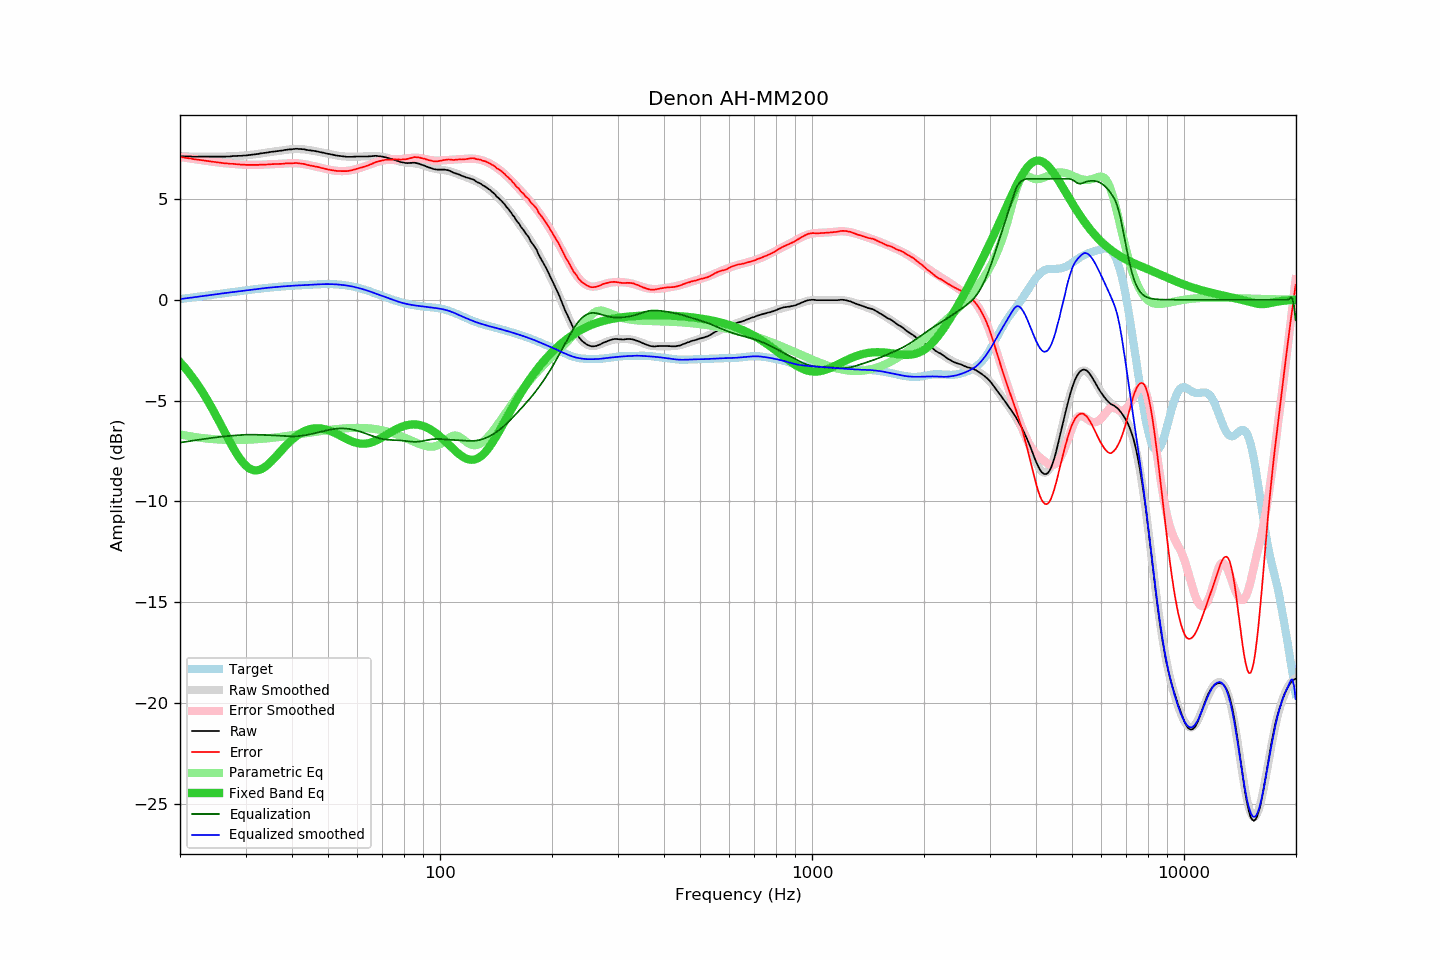 Denon AH-MM200
Amplitude (dBr)
5
0
−5
−10
−15
−20
−25
Target
Raw Smoothed
Error Smoothed
Raw
Error
Parametric Eq
Fixed Band Eq
Equalization
Equalized smoothed
100 1000 10000
Frequency (Hz)